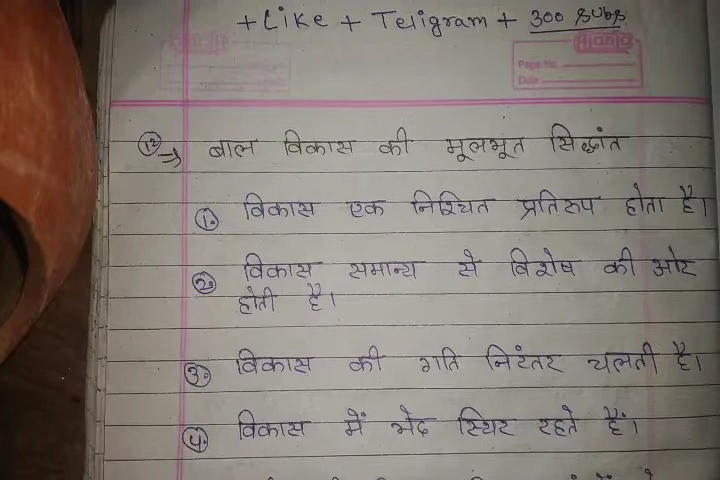 + Like + Teligram + 300 subs
Ajanta
Page No.
Date
(12) ⇒ बाल विकास की मूलभूत सिद्धांत
(1.) विकास एक निश्चित प्रतिरुप होता है।
(2.) विकास समान्य से विशेष की ओर
होती है।
(3.) विकास की गति निरंतर चलती है।
(4.) विकास में भेद स्थिर रहते हैं।